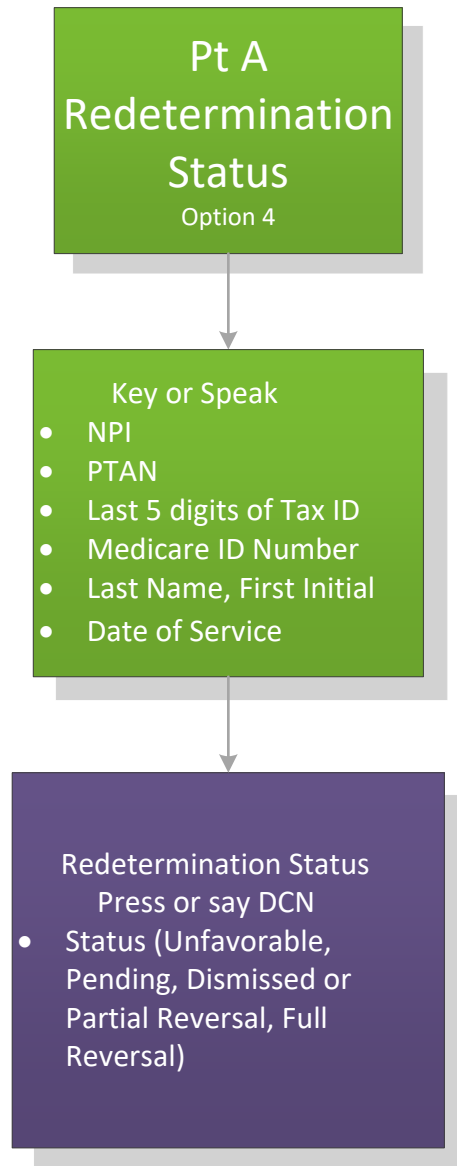 Pt A
Redetermination
Status
Option 4
Key or Speak
• NPI
• PTAN
• Last 5 digits of Tax ID
• Medicare ID Number
• Last Name, First Initial
• Date of Service
Redetermination Status
Press or say DCN
• Status (Unfavorable,
Pending, Dismissed or
Partial Reversal, Full
Reversal)